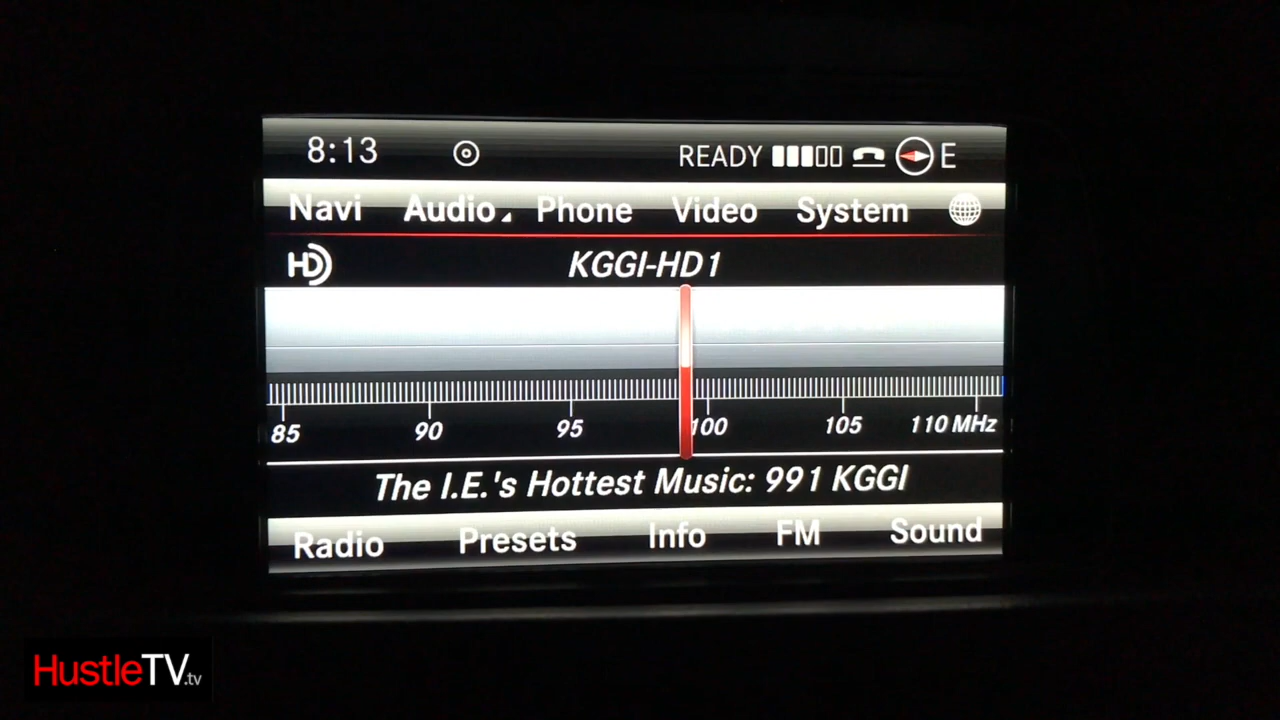 8:13 READY E
Navi Audio Phone Video System
HD KGGI-HD1
85 90 95 100 105 110 MHz
The I.E.'s Hottest Music: 991 KGGI
Radio Presets Info FM Sound
HustleTV.tv